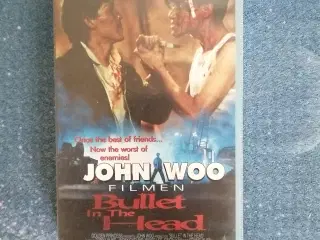 Once the best of friends...
Now the worst of
enemies!
JOHN WOO
FILMEN
Bullet
In The
Head